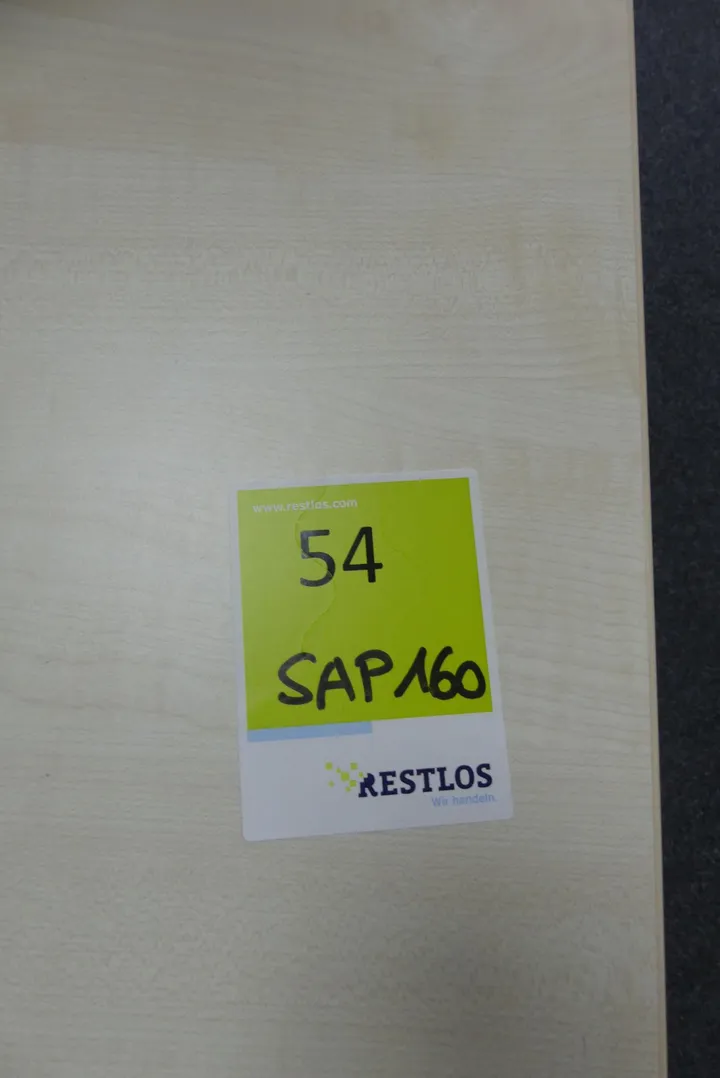 www.restlos.com
54
SAP160
RESTLOS
Wir handeln.